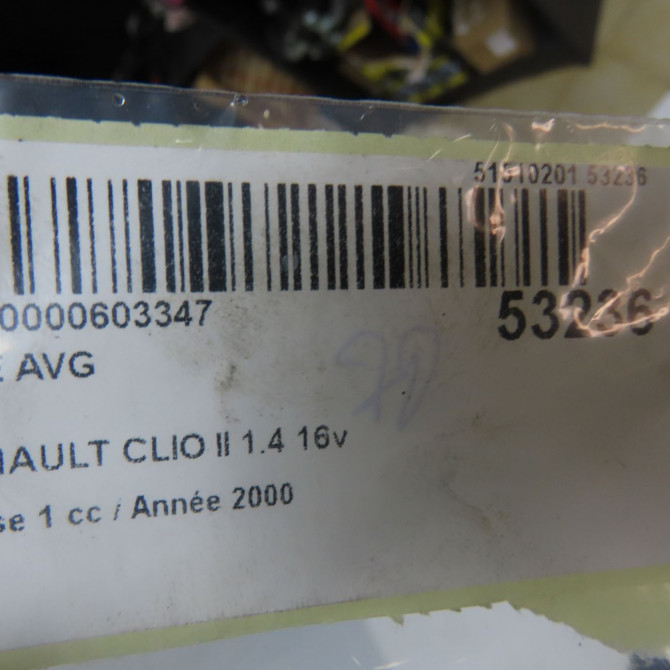 51510201 53236
0000603347
53236
E AVG
NAULT CLIO II 1.4 16v
se 1 cc / Année 2000